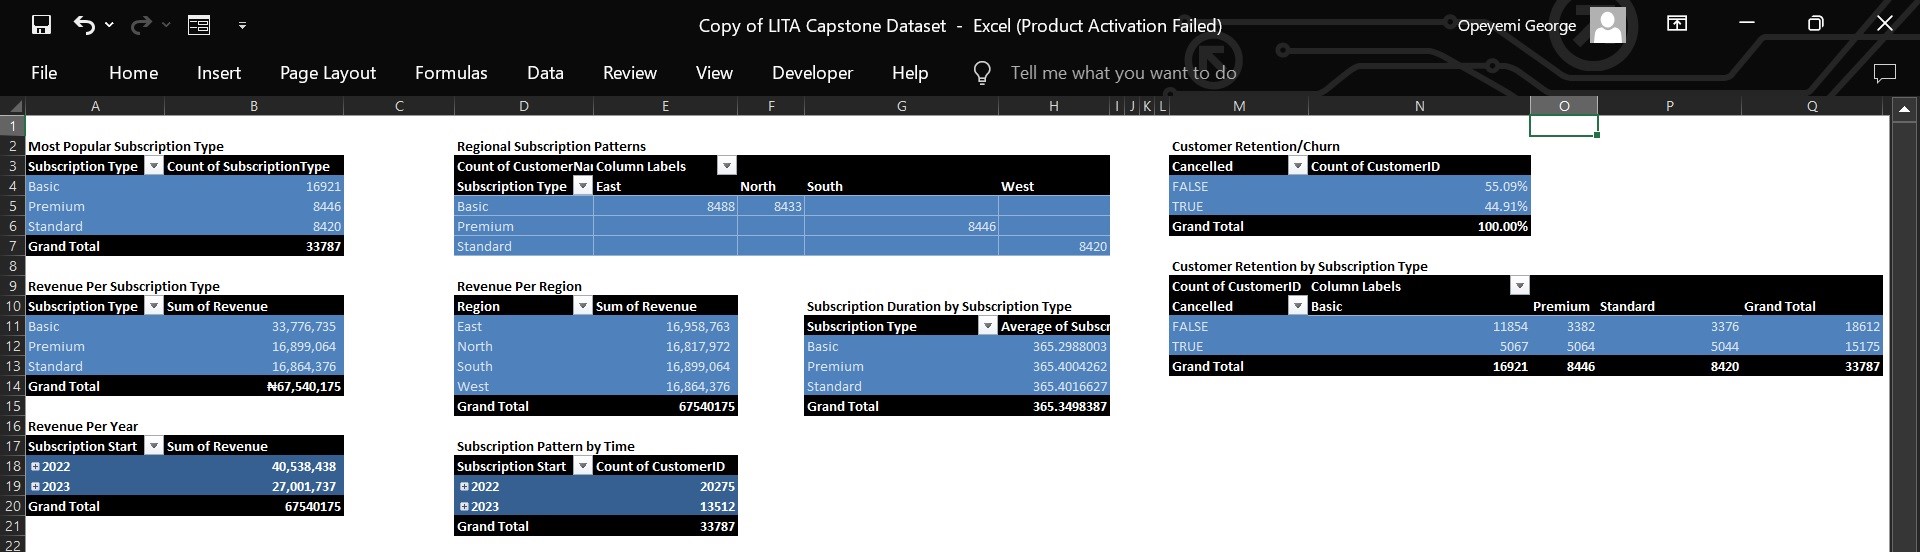 Copy of LITA Capstone Dataset - Excel (Product Activation Failed)
Opeyemi George
File Home Insert Page Layout Formulas Data Review View Developer Help Tell me what you want to do
A B C D E F G H I J K L M N O P Q
1
2 Most Popular Subscription Type Regional Subscription Patterns Customer Retention/Churn
3 Subscription Type Count of SubscriptionType Count of CustomerNa Column Labels Cancelled Count of CustomerID
4 Basic 16921 Subscription Type East North South West FALSE 55.09%
5 Premium 8446 Basic 8488 8433 TRUE 44.91%
6 Standard 8420 Premium 8446 Grand Total 100.00%
7 Grand Total 33787 Standard 8420
8 Customer Retention by Subscription Type
9 Revenue Per Subscription Type Revenue Per Region Count of CustomerID Column Labels
10 Subscription Type Sum of Revenue Region Sum of Revenue Subscription Duration by Subscription Type Cancelled Basic Premium Standard Grand Total
11 Basic 33,776,735 East 16,958,763 Subscription Type Average of Subscr FALSE 11854 3382 3376 18612
12 Premium 16,899,064 North 16,817,972 Basic 365.2988003 TRUE 5067 5064 5044 15175
13 Standard 16,864,376 South 16,899,064 Premium 365.4004262 Grand Total 16921 8446 8420 33787
14 Grand Total ₦67,540,175 West 16,864,376 Standard 365.4016627
15 Grand Total 67540175 Grand Total 365.3498387
16 Revenue Per Year
17 Subscription Start Sum of Revenue Subscription Pattern by Time
18 2022 40,538,438 Subscription Start Count of CustomerID
19 2023 27,001,737 2022 20275
20 Grand Total 67540175 2023 13512
21 Grand Total 33787
22